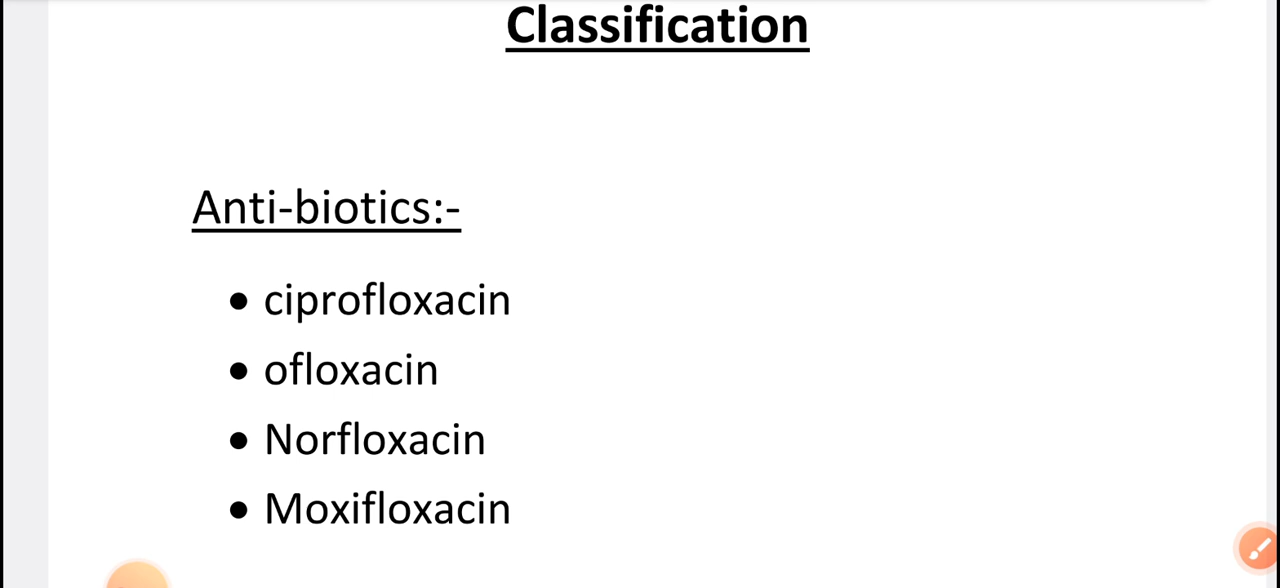 Classification
Anti-biotics:-
• ciprofloxacin
• ofloxacin
• Norfloxacin
• Moxifloxacin